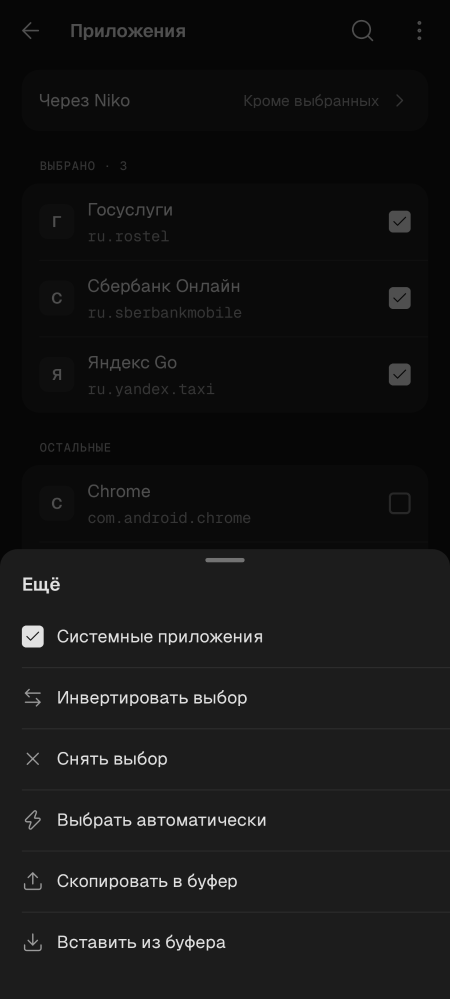 Приложения
Через Niko
Кроме выбранных
ВЫБРАНО · 3
Г
Госуслуги
ru.rostel
С
Сбербанк Онлайн
ru.sberbankmobile
Я
Яндекс Go
ru.yandex.taxi
ОСТАЛЬНЫЕ
C
Chrome
com.android.chrome
Ещё
Системные приложения
Инвертировать выбор
Снять выбор
Выбрать автоматически
Скопировать в буфер
Вставить из буфера